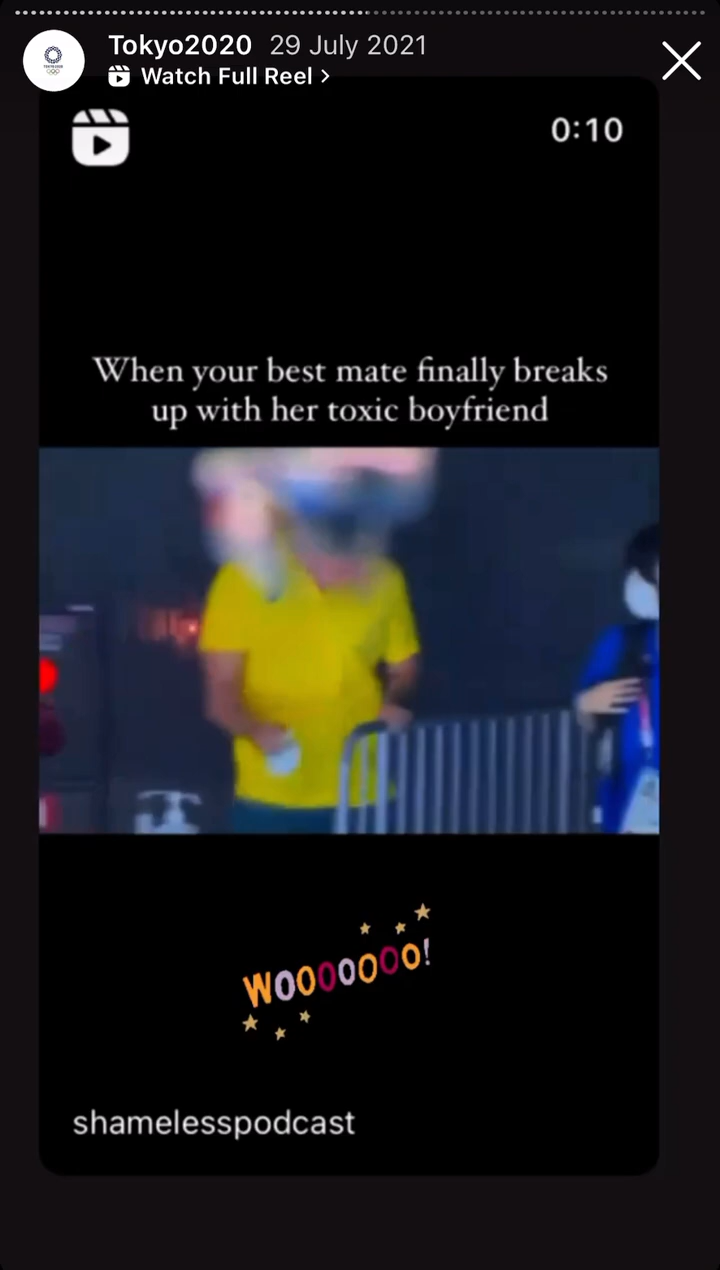 Tokyo2020 29 July 2021
Watch Full Reel >
0:10
When your best mate finally breaks
up with her toxic boyfriend
WOOOOOOO!
shamelesspodcast